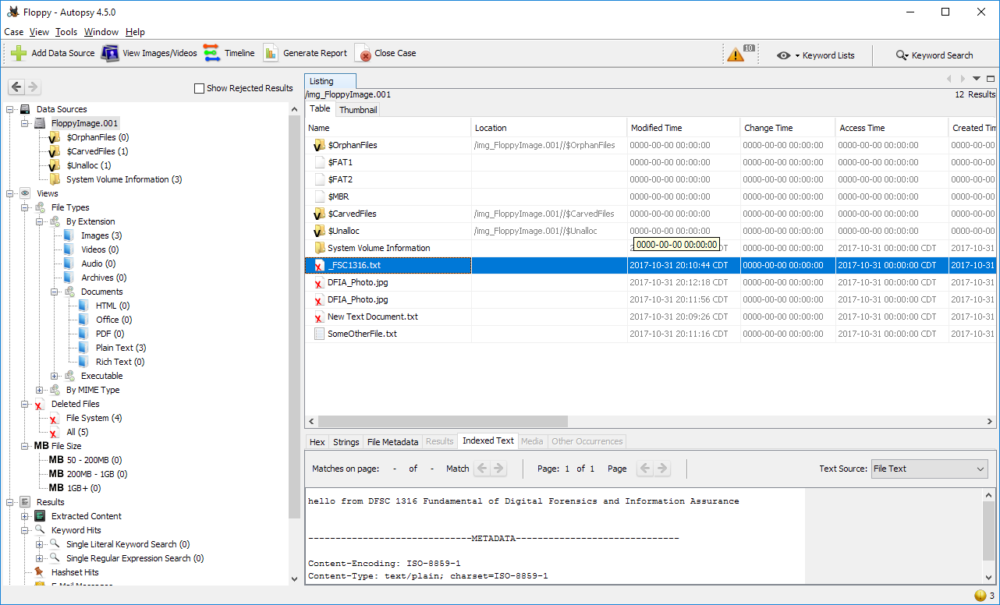 Floppy - Autopsy 4.5.0
Case View Tools Window Help
Add Data Source View Images/Videos Timeline Generate Report Close Case 10 Keyword Lists Keyword Search
Show Rejected Results
Data Sources
FloppyImage.001
$OrphanFiles (0)
$CarvedFiles (1)
$Unalloc (1)
System Volume Information (3)
Views
File Types
By Extension
Images (3)
Videos (0)
Audio (0)
Archives (0)
Documents
HTML (0)
Office (0)
PDF (0)
Plain Text (3)
Rich Text (0)
Executable
By MIME Type
Deleted Files
File System (4)
All (5)
MB File Size
MB 50 - 200MB (0)
MB 200MB - 1GB (0)
MB 1GB+ (0)
Results
Extracted Content
Keyword Hits
Single Literal Keyword Search (0)
Single Regular Expression Search (0)
Hashset Hits
E-Mail Messages
Listing
/img_FloppyImage.001 12 Results
Table Thumbnail
Name Location Modified Time Change Time Access Time Created Tim
$OrphanFiles /img_FloppyImage.001//$OrphanFiles 0000-00-00 00:00:00 0000-00-00 00:00:00 0000-00-00 00:00:00 0000-00-00
$FAT1 0000-00-00 00:00:00 0000-00-00 00:00:00 0000-00-00 00:00:00 0000-00-00
$FAT2 0000-00-00 00:00:00 0000-00-00 00:00:00 0000-00-00 00:00:00 0000-00-00
$MBR 0000-00-00 00:00:00 0000-00-00 00:00:00 0000-00-00 00:00:00 0000-00-00
$CarvedFiles /img_FloppyImage.001//$CarvedFiles 0000-00-00 00:00:00 0000-00-00 00:00:00 0000-00-00 00:00:00 0000-00-00
$Unalloc /img_FloppyImage.001//$Unalloc 0000-00-00 00:00:00 0000-00-00 00:00:00 0000-00-00 00:00:00 0000-00-00
0000-00-00 00:00:00
System Volume Information CDT 0000-00-00 00:00:00 2017-10-31 00:00:00 CDT 2017-10-31
_FSC1316.txt 2017-10-31 20:10:44 CDT 0000-00-00 00:00:00 2017-10-31 00:00:00 CDT 2017-10-31
DFIA_Photo.jpg 2017-10-31 20:12:18 CDT 0000-00-00 00:00:00 2017-10-31 00:00:00 CDT 2017-10-31
DFIA_Photo.jpg 2017-10-31 20:11:56 CDT 0000-00-00 00:00:00 2017-10-31 00:00:00 CDT 2017-10-31
New Text Document.txt 2017-10-31 20:09:26 CDT 0000-00-00 00:00:00 2017-10-31 00:00:00 CDT 2017-10-31
SomeOtherFile.txt 2017-10-31 20:11:16 CDT 0000-00-00 00:00:00 2017-10-31 00:00:00 CDT 2017-10-31
Hex Strings File Metadata Results Indexed Text Media Other Occurrences
Matches on page: - of - Match Page: 1 of 1 Page Text Source: File Text
hello from DFSC 1316 Fundamental of Digital Forensics and Information Assurance
------------------------------METADATA------------------------------
Content-Encoding: ISO-8859-1
Content-Type: text/plain; charset=ISO-8859-1
3